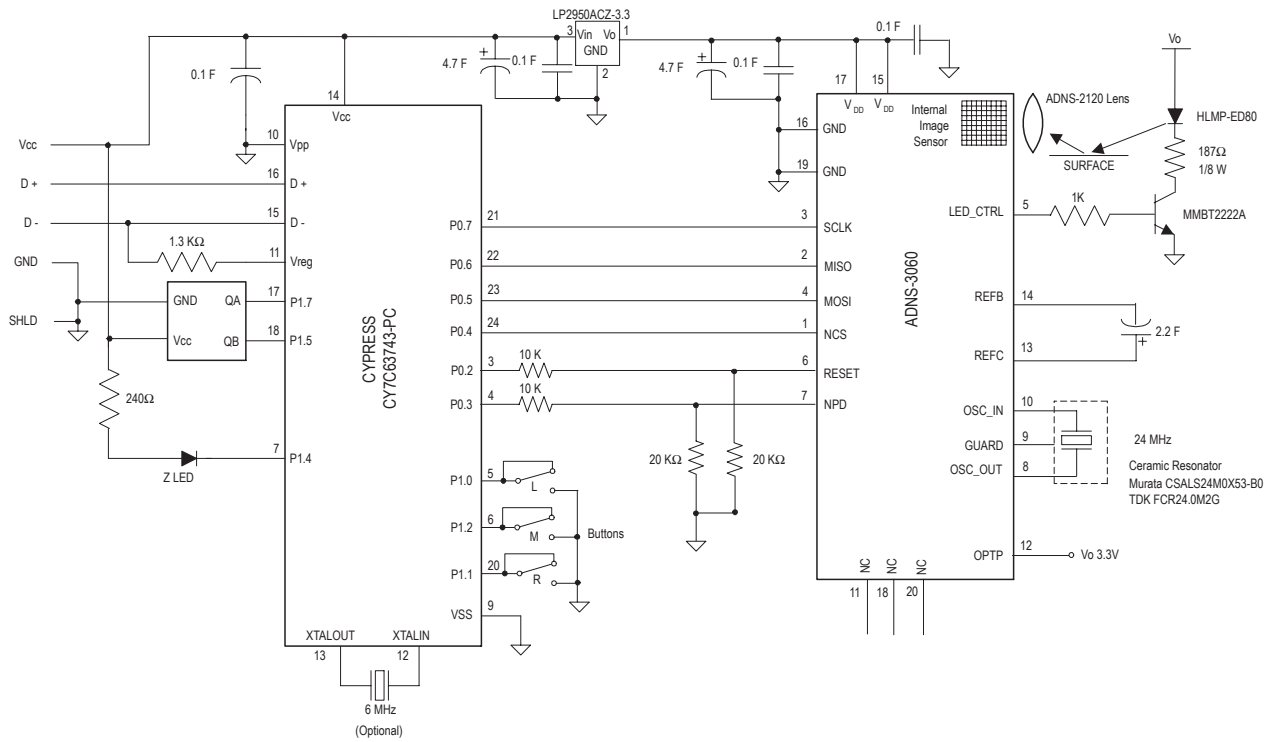 LP2950ACZ-3.3
3 Vin Vo 1
GND
2
0.1 F
4.7 F
0.1 F
4.7 F
0.1 F
0.1 F
Vo
14
Vcc
17
15
V DD
V DD
Internal
Image
Sensor
ADNS-2120 Lens
HLMP-ED80
SURFACE
187Ω
1/8 W
Vcc
10
Vpp
16
GND
D +
16
D +
19
GND
D -
15
D -
1.3 KΩ
11
Vreg
GND
SHLD
GND
QA
17
P1.7
Vcc
QB
18
P1.5
240Ω
Z LED
7
P1.4
CYPRESS
CY7C63743-PC
P0.7
21
3
SCLK
P0.6
22
2
MISO
P0.5
23
4
MOSI
P0.4
24
1
NCS
P0.2
3
10 K
6
RESET
P0.3
4
10 K
7
NPD
20 KΩ
20 KΩ
P1.0
5
L
P1.2
6
M
Buttons
P1.1
20
R
VSS
9
XTALOUT
XTALIN
13
12
6 MHz
(Optional)
ADNS-3060
LED_CTRL
5
1K
MMBT2222A
REFB
14
2.2 F
REFC
13
OSC_IN
10
GUARD
9
OSC_OUT
8
24 MHz
Ceramic Resonator
Murata CSALS24M0X53-B0
TDK FCR24.0M2G
OPTP
12
Vo 3.3V
NC
NC
NC
11
18
20